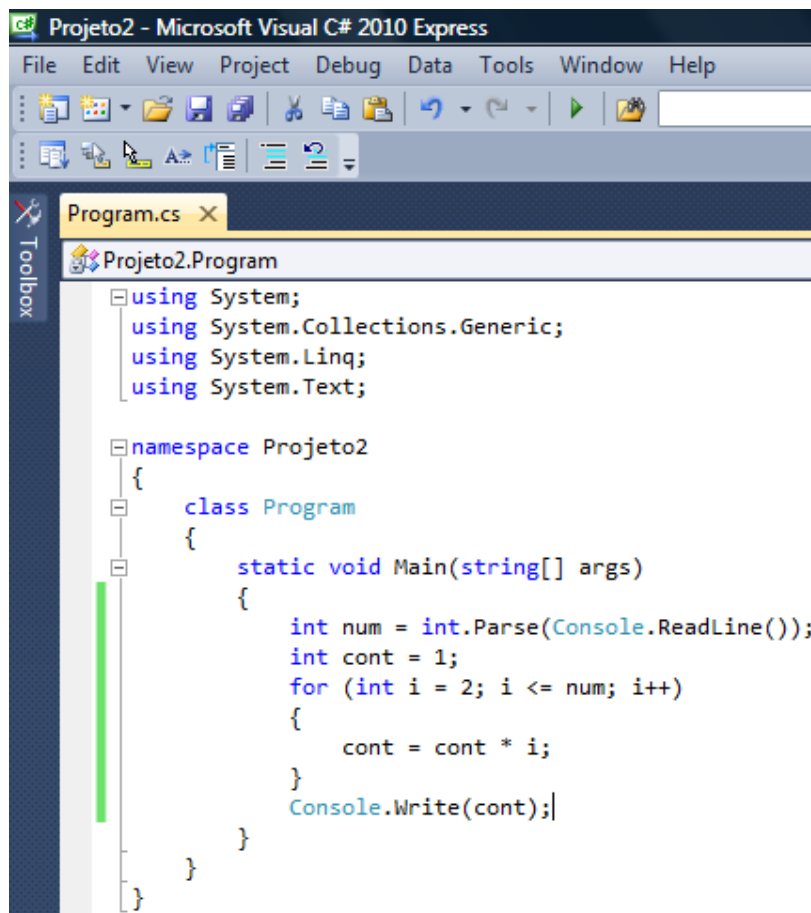 Projeto2 - Microsoft Visual C# 2010 Express
File Edit View Project Debug Data Tools Window Help
Program.cs
Toolbox
Projeto2.Program
using System;
using System.Collections.Generic;
using System.Linq;
using System.Text;
namespace Projeto2
{
class Program
{
static void Main(string[] args)
{
int num = int.Parse(Console.ReadLine());
int cont = 1;
for (int i = 2; i <= num; i++)
{
cont = cont * i;
}
Console.Write(cont);
}
}
}